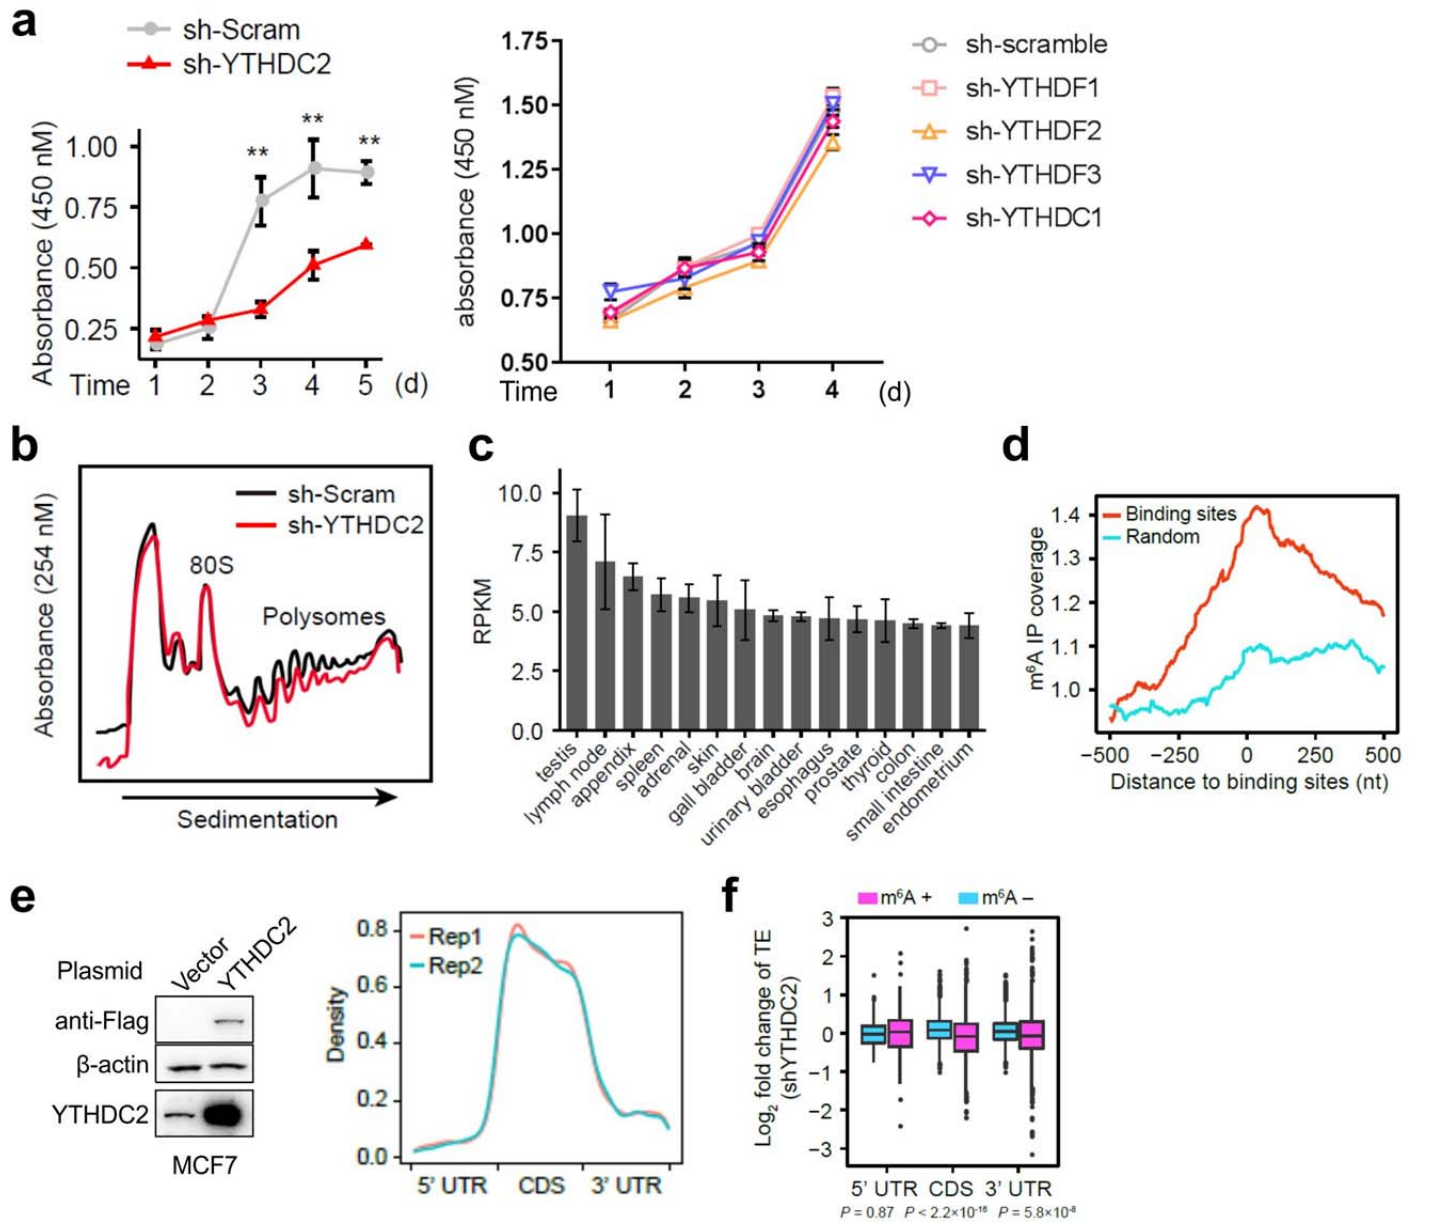 a
sh-Scram
sh-YTHDC2
Absorbance (450 nM)
1.00
0.75
0.50
0.25
** ** **
Time 1 2 3 4 5 (d)
absorbance (450 nM)
1.75
1.50
1.25
1.00
0.75
0.50
Time 1 2 3 4 (d)
sh-scramble
sh-YTHDF1
sh-YTHDF2
sh-YTHDF3
sh-YTHDC1
b
Absorbance (254 nM)
sh-Scram
sh-YTHDC2
80S
Polysomes
Sedimentation
c
RPKM
10.0
7.5
5.0
2.5
0.0
testis
lymph node
appendix
spleen
adrenal
skin
gall bladder
brain
urinary bladder
esophagus
prostate
thyroid
colon
small intestine
endometrium
d
m⁶A IP coverage
1.4
1.3
1.2
1.1
1.0
Binding sites
Random
−500 −250 0 250 500
Distance to binding sites (nt)
e
Plasmid
Vector
YTHDC2
anti-Flag
β-actin
YTHDC2
MCF7
Density
0.8
0.6
0.4
0.2
0.0
Rep1
Rep2
5' UTR CDS 3' UTR
f
m⁶A + m⁶A –
Log₂ fold change of TE
(shYTHDC2)
3
2
1
0
−1
−2
−3
5' UTR CDS 3' UTR
P = 0.87 P < 2.2×10⁻¹⁶ P = 5.8×10⁻⁸